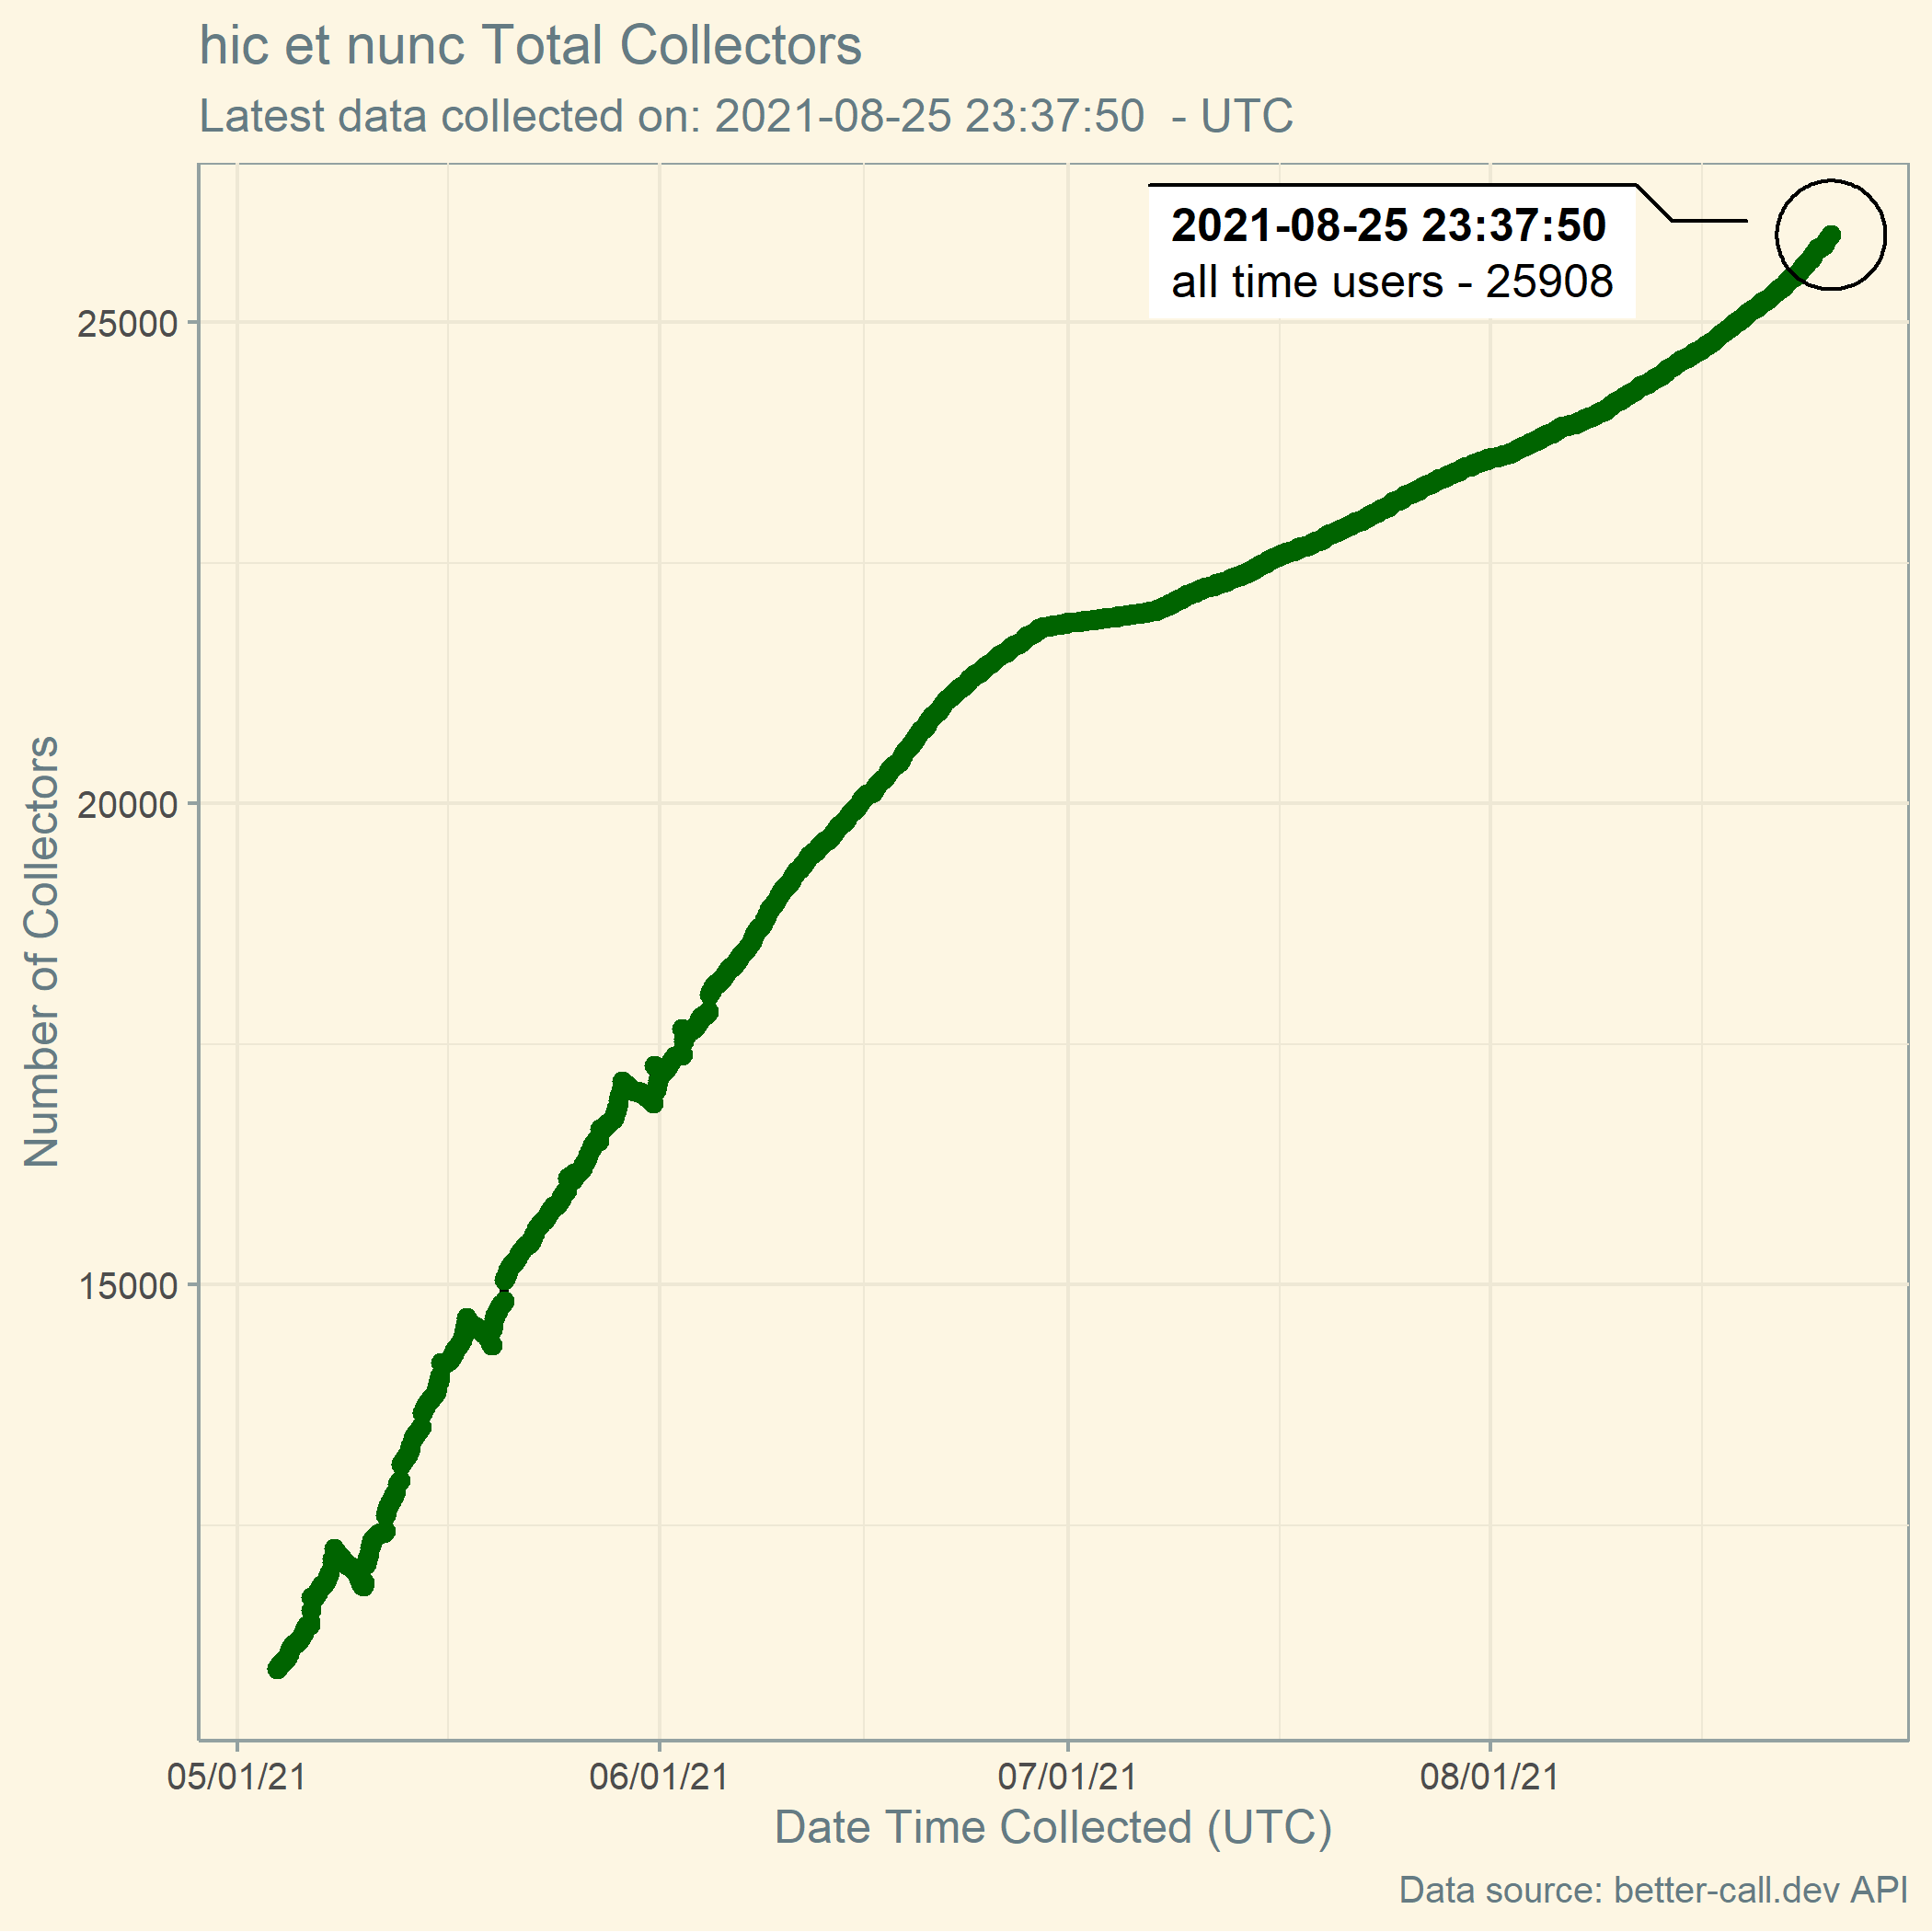 hic et nunc Total Collectors
Latest data collected on: 2021-08-25 23:37:50  - UTC
2021-08-25 23:37:50
all time users - 25908
Number of Collectors
25000
20000
15000
05/01/21
06/01/21
07/01/21
08/01/21
Date Time Collected (UTC)
Data source: better-call.dev API